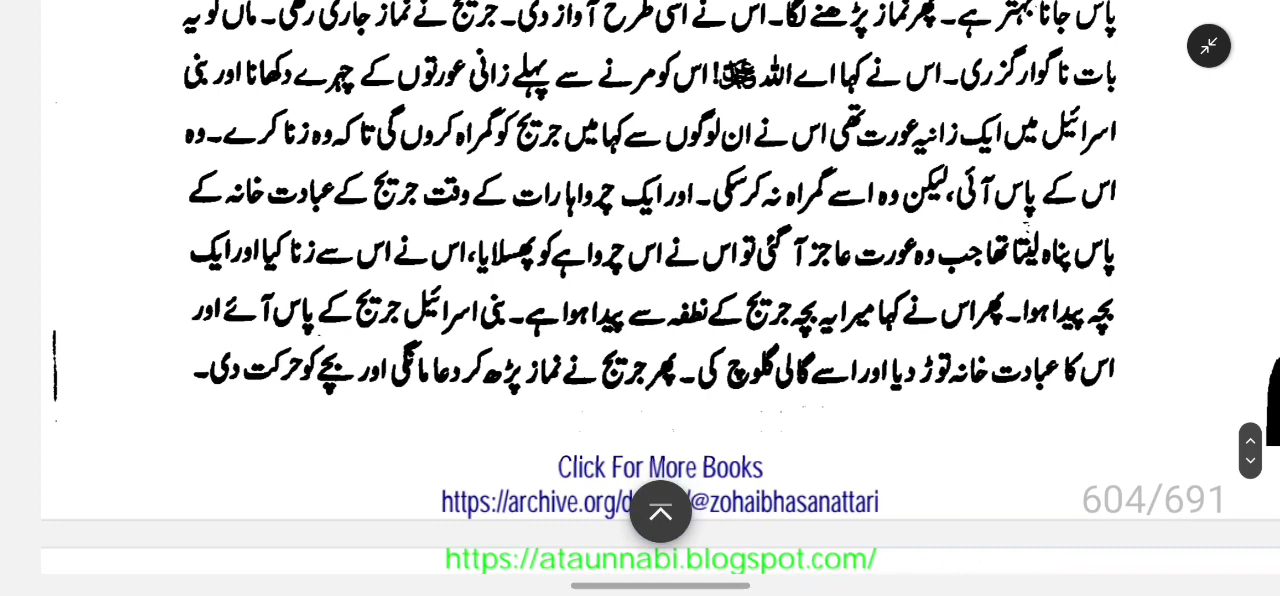 پاس جانا بہتر ہے۔ پھر نماز پڑھنے لگا۔ اس نے اسی طرح آواز دی۔ جریج نے نماز جاری رکھی۔ ماں کو یہ
بات ناگوار گزری۔ اس نے کہا اے اللہ ﷻ! اس کو مرنے سے پہلے زانی عورتوں کے چہرے دکھانا اور بنی
اسرائیل میں ایک زانیہ عورت تھی اس نے ان لوگوں سے کہا میں جریج کو گمراہ کروں گی تاکہ وہ زنا کرے۔ وہ
اس کے پاس آئی، لیکن وہ اسے گمراہ نہ کرسکی۔ اور ایک چرواہا رات کے وقت جریج کے عبادت خانہ کے
پاس پناہ لیتا تھا جب وہ عورت عاجز آ گئی تو اس نے اس چرواہے کو پھسلایا، اس نے اس سے زنا کیا اور ایک
بچہ پیدا ہوا۔ پھر اس نے کہا میرا یہ بچہ جریج کے نطفہ سے پیدا ہوا ہے۔ بنی اسرائیل جریج کے پاس آئے اور
اس کا عبادت خانہ توڑ دیا اور اسے گالی گلوچ کی۔ پھر جریج نے نماز پڑھ کر دعا مانگی اور بچے کو حرکت دی۔
Click For More Books
https://archive.org/d /@zohaibhasanattari
604/691
https://ataunnabi.blogspot.com/